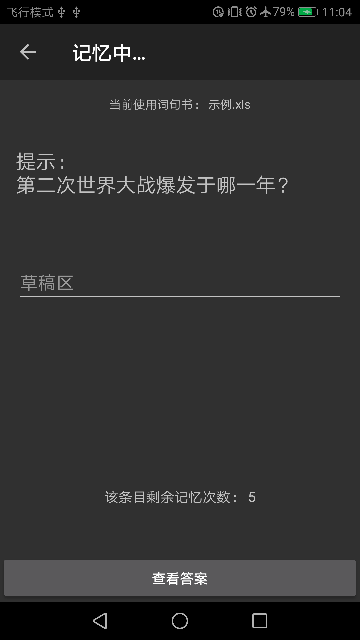 飞行模式 79% 11:04
记忆中...
当前使用词句书: 示例.xls
提示:
第二次世界大战爆发于哪一年?
草稿区
该条目剩余记忆次数: 5
查看答案